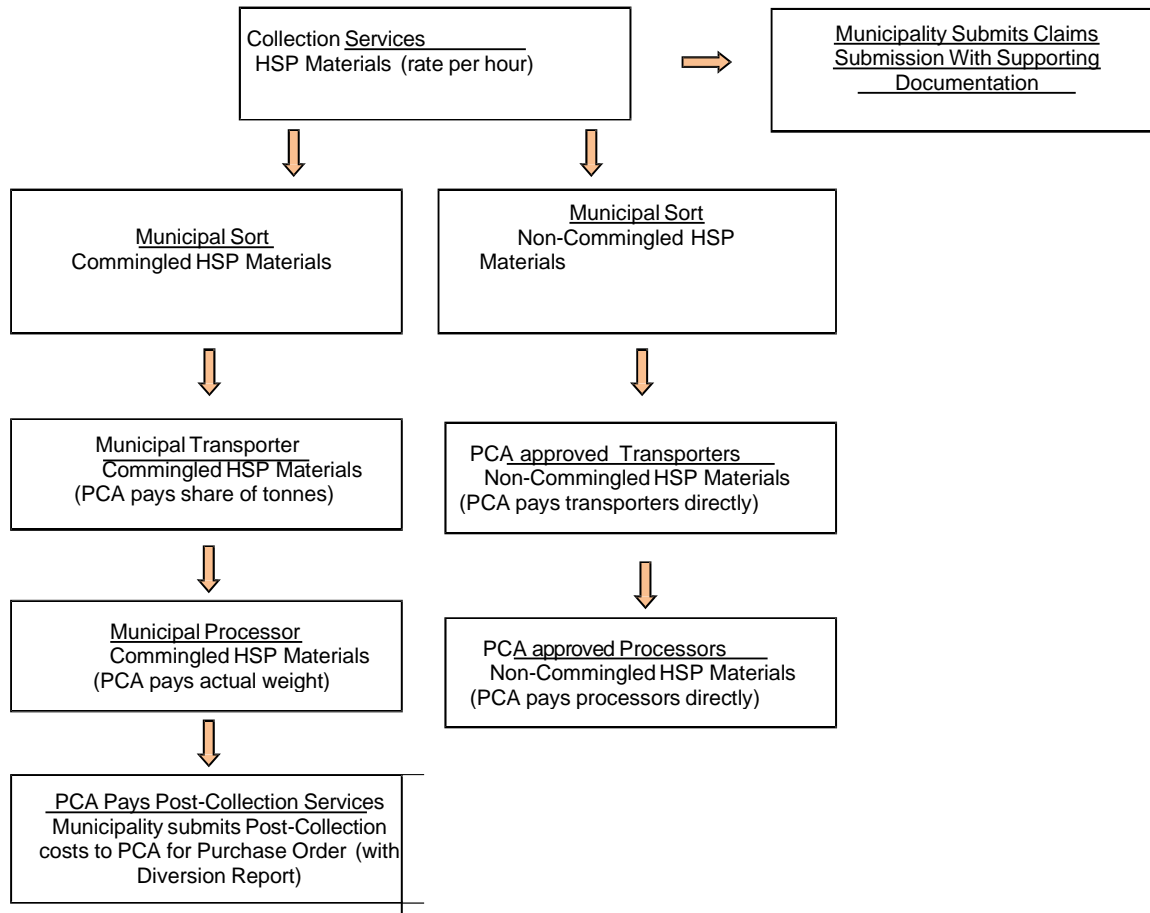 Collection Services
HSP Materials (rate per hour)
Municipality Submits Claims
Submission With Supporting
Documentation
Municipal Sort
Commingled HSP Materials
Municipal Sort
Non-Commingled HSP
Materials
Municipal Transporter
Commingled HSP Materials
(PCA pays share of tonnes)
PCA approved Transporters
Non-Commingled HSP Materials
(PCA pays transporters directly)
Municipal Processor
Commingled HSP Materials
(PCA pays actual weight)
PCA approved Processors
Non-Commingled HSP Materials
(PCA pays processors directly)
PCA Pays Post-Collection Services
Municipality submits Post-Collection
costs to PCA for Purchase Order (with
Diversion Report)